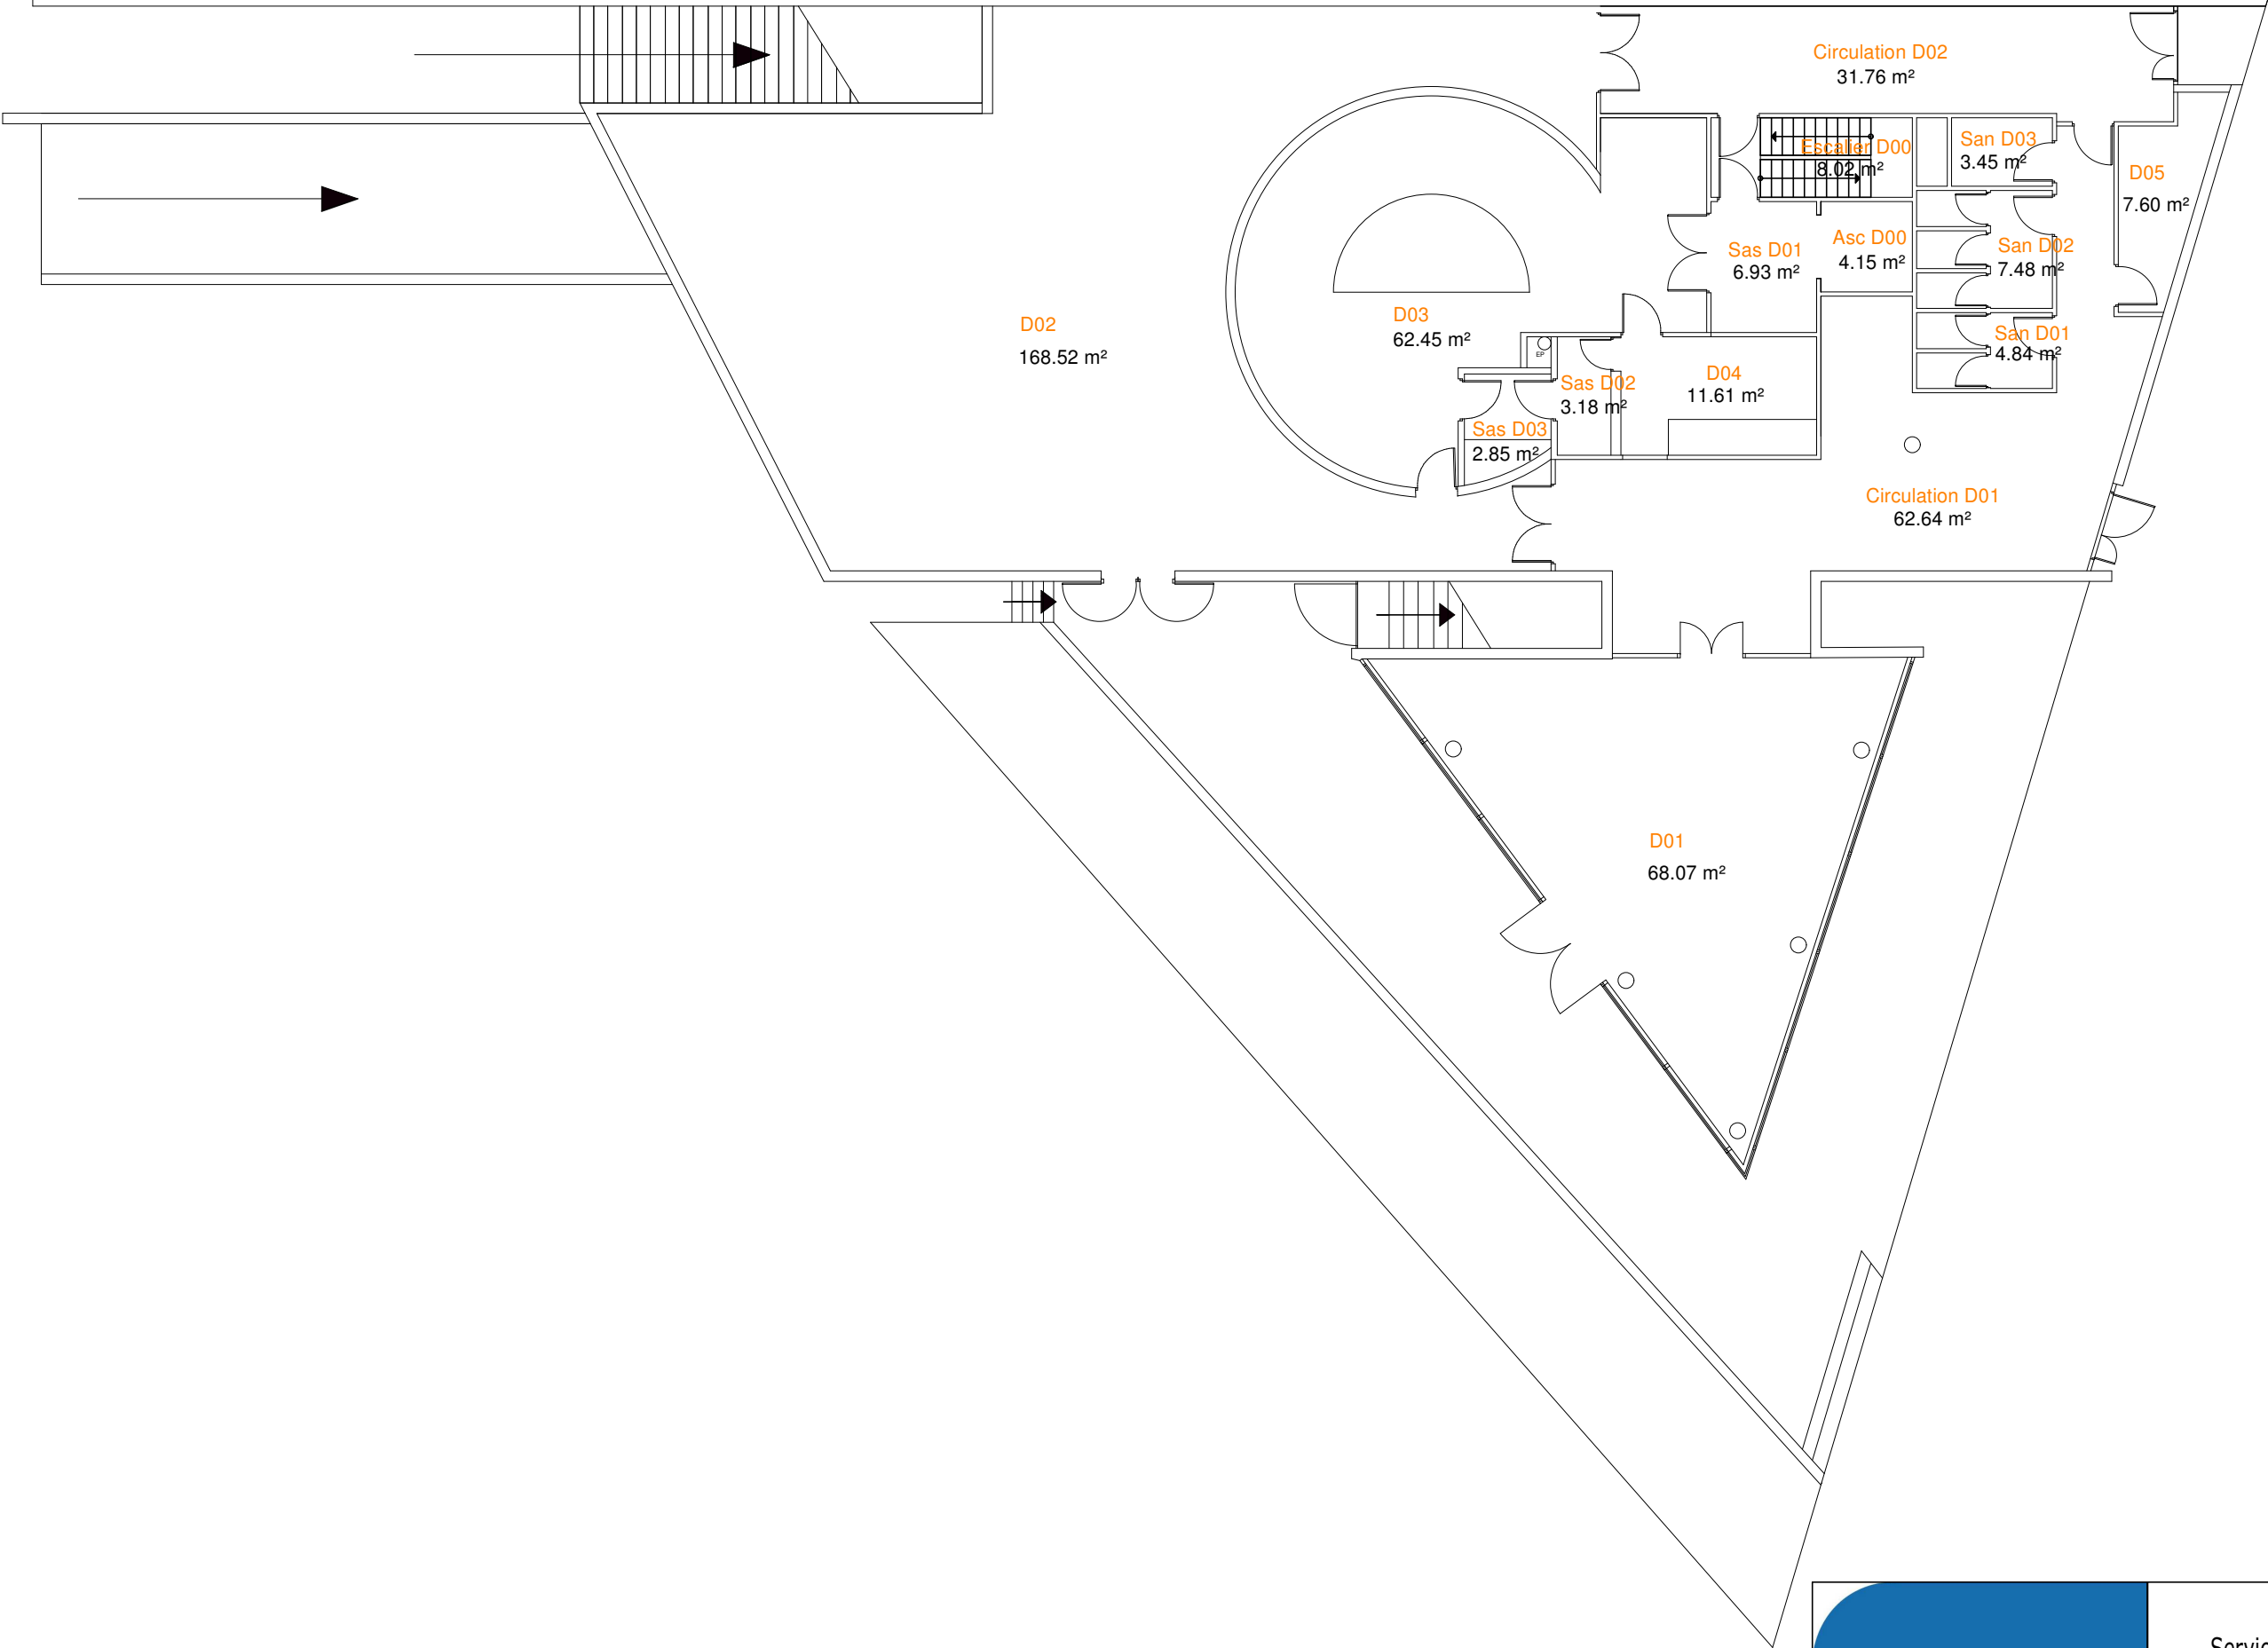 Circulation D02
31.76 m²
Escalier D00
8.02 m²
San D03
3.45 m²
D05
7.60 m²
Sas D01
6.93 m²
Asc D00
4.15 m²
San D02
7.48 m²
D02
168.52 m²
D03
62.45 m²
EP
San D01
4.84 m²
Sas D02
3.18 m²
D04
11.61 m²
Sas D03
2.85 m²
Circulation D01
62.64 m²
D01
68.07 m²